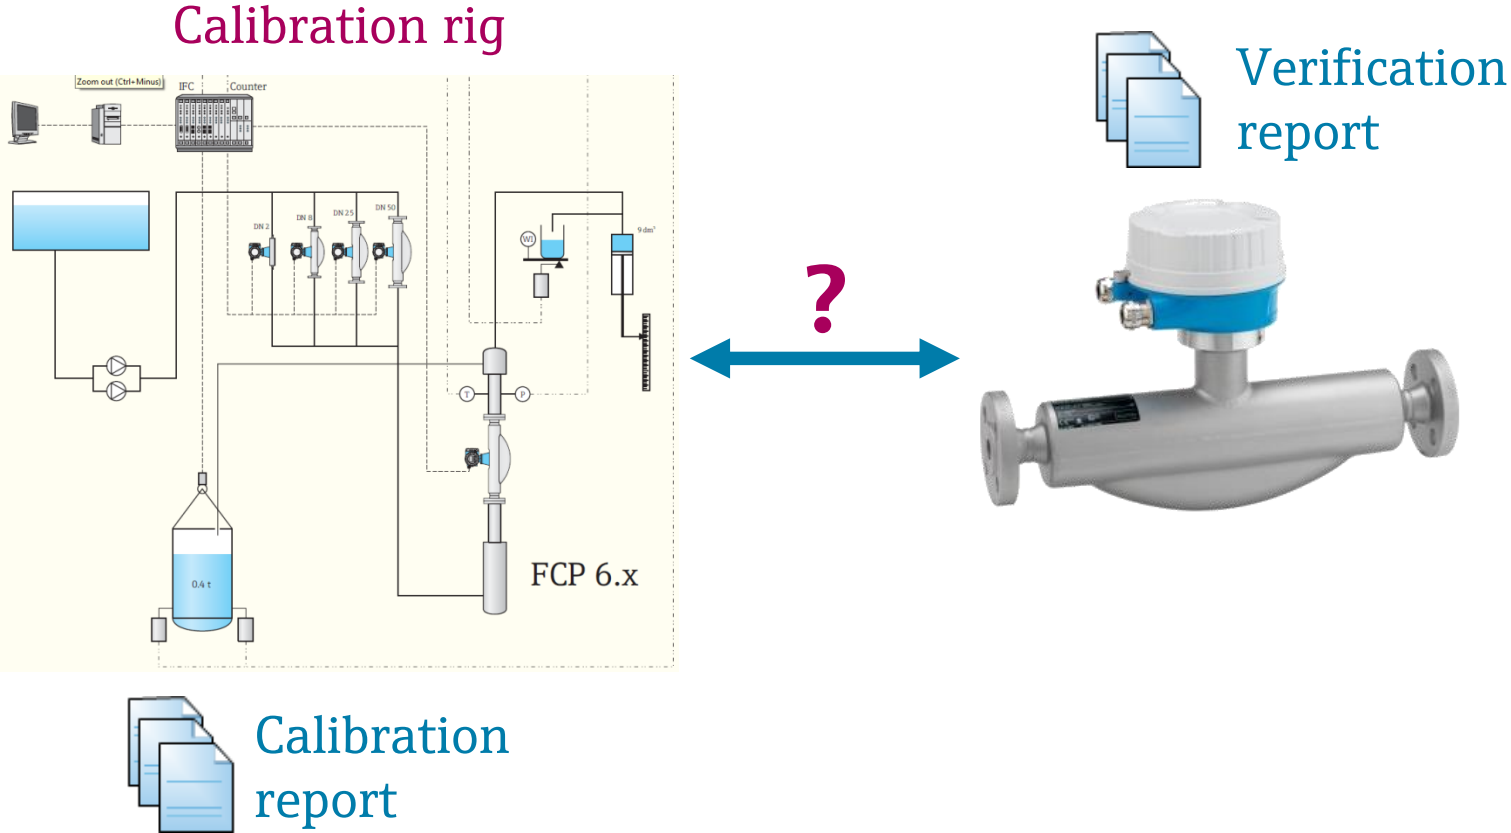 Calibration rig
Verification
report
Zoom out (Ctrl+Minus)
IFC
Counter
DN 2
DN 8
DN 25
DN 50
WI
9 dm³
?
T
P
0.4 t
FCP 6.x
Calibration
report